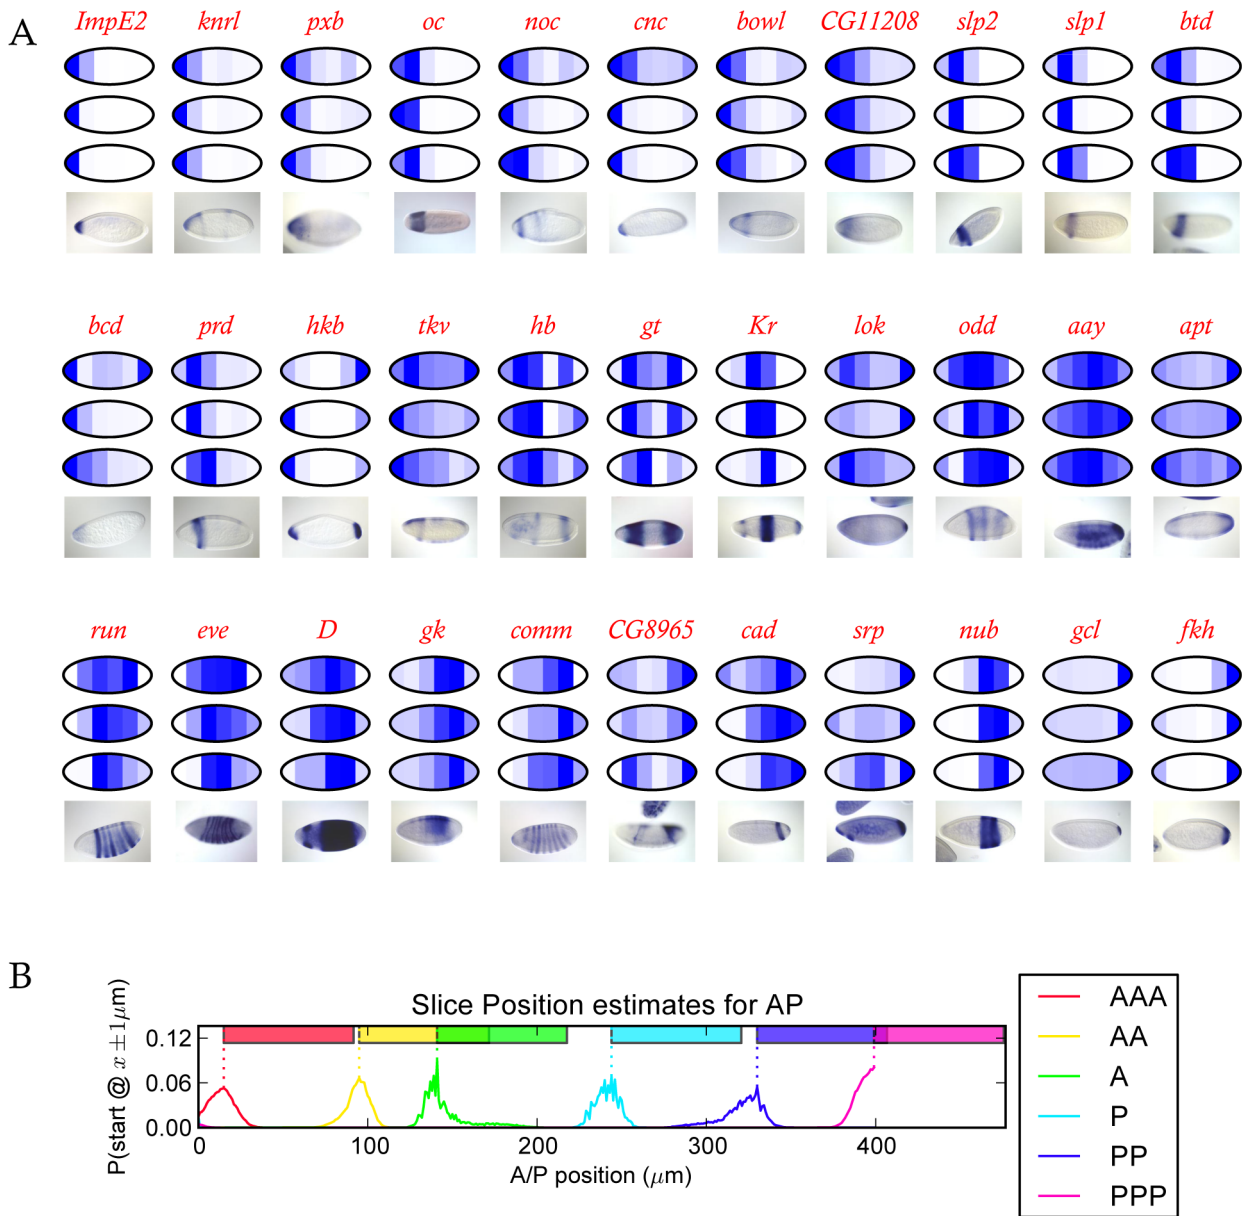 A
ImpE2 knrl pxb oc noc cnc bowl CG11208 slp2 slp1 btd
bcd prd hkb tkv hb gt Kr lok odd aay apt
run eve D gk comm CG8965 cad srp nub gcl fkh
B
Slice Position estimates for AP
P(start @ x ±1μm)
0.12
0.06
0.00
0 100 200 300 400
A/P position (μm)
AAA
AA
A
P
PP
PPP